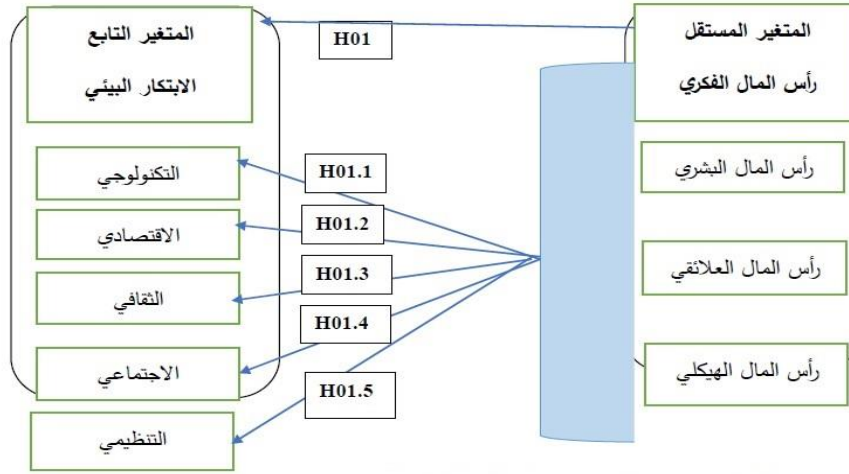 المتغير المستقل
رأس المال الفكري
رأس المال البشري
رأس المال العلائقي
رأس المال الهيكلي
H01
H01.1
H01.2
H01.3
H01.4
H01.5
المتغير التابع
الابتكار البيئي
التكنولوجي
الاقتصادي
الثقافي
الاجتماعي
التنظيمي